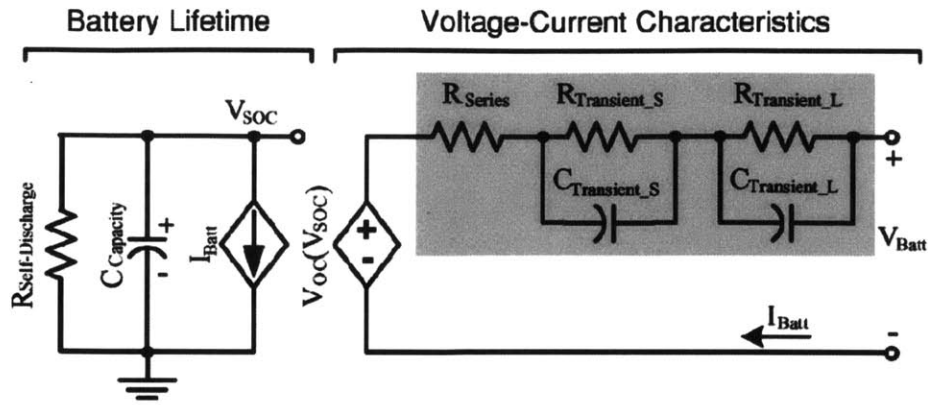 Battery Lifetime
Voltage-Current Characteristics
V_SOC
R_Series
R_Transient_S
R_Transient_L
C_Transient_S
C_Transient_L
R_Self-Discharge
C_Capacity
+
-
I_Batt
V_OC(V_SOC)
+
-
+
V_Batt
I_Batt
-